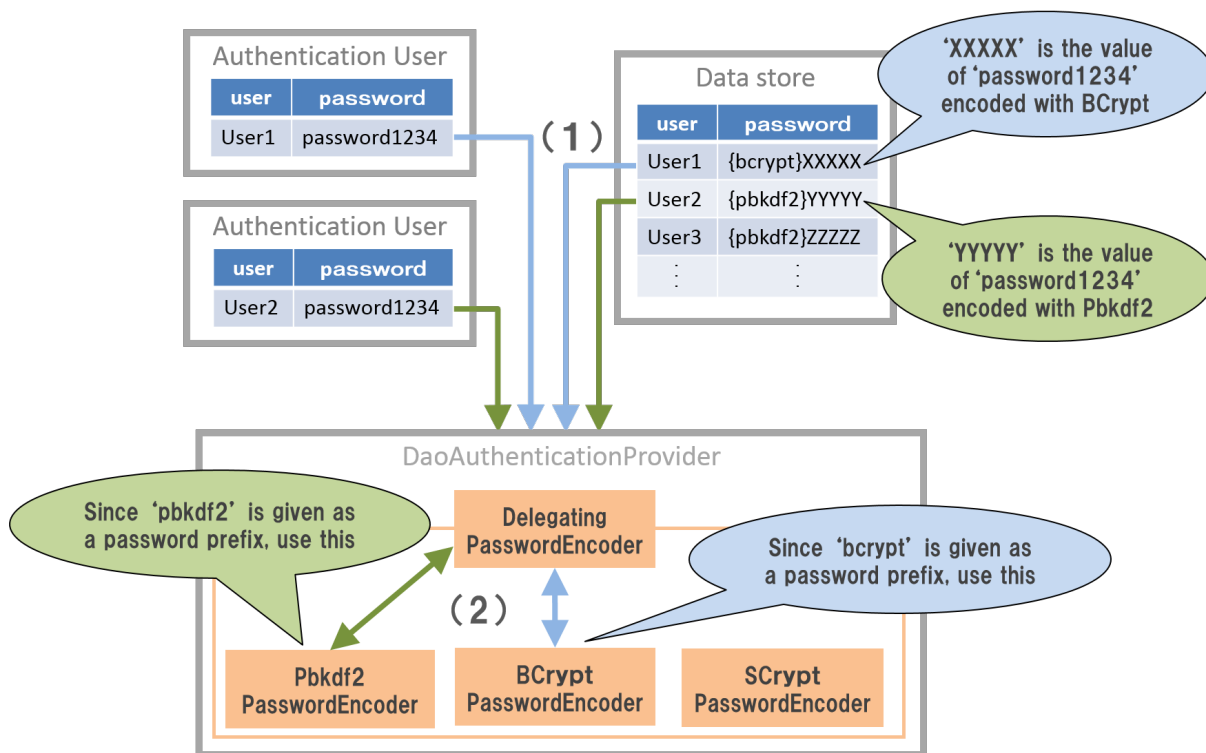 Authentication User
user password
User1 password1234
Authentication User
user password
User2 password1234
(1)
Data store
user password
User1 {bcrypt}XXXXX
User2 {pbkdf2}YYYYY
User3 {pbkdf2}ZZZZZ
⋮ ⋮
‘XXXXX’ is the value
of ‘password1234’
encoded with BCrypt
‘YYYYY’ is the value
of ‘password1234’
encoded with Pbkdf2
DaoAuthenticationProvider
Since ‘pbkdf2’ is given as
a password prefix, use this
Delegating
PasswordEncoder
Since ‘bcrypt’ is given as
a password prefix, use this
(2)
Pbkdf2
PasswordEncoder
BCrypt
PasswordEncoder
SCrypt
PasswordEncoder